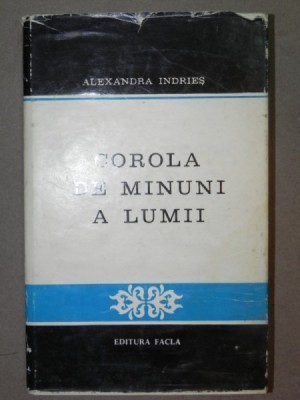 ALEXANDRA INDRIEȘ
COROLA
DE MINUNI
A LUMII
EDITURA FACLA